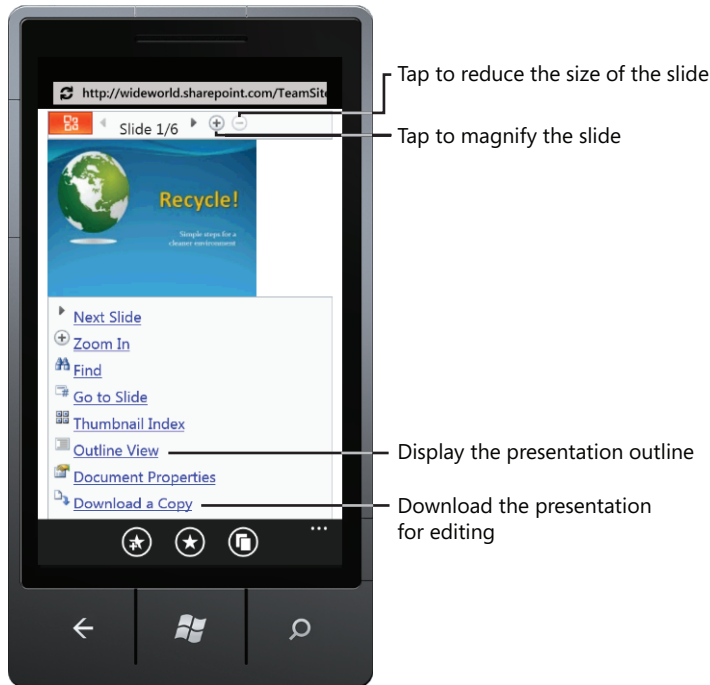 http://wideworld.sharepoint.com/TeamSite
Slide 1/6
Recycle!
Simple steps for a
cleaner environment
Next Slide
Zoom In
Find
Go to Slide
Thumbnail Index
Outline View
Document Properties
Download a Copy
Tap to reduce the size of the slide
Tap to magnify the slide
Display the presentation outline
Download the presentation
for editing